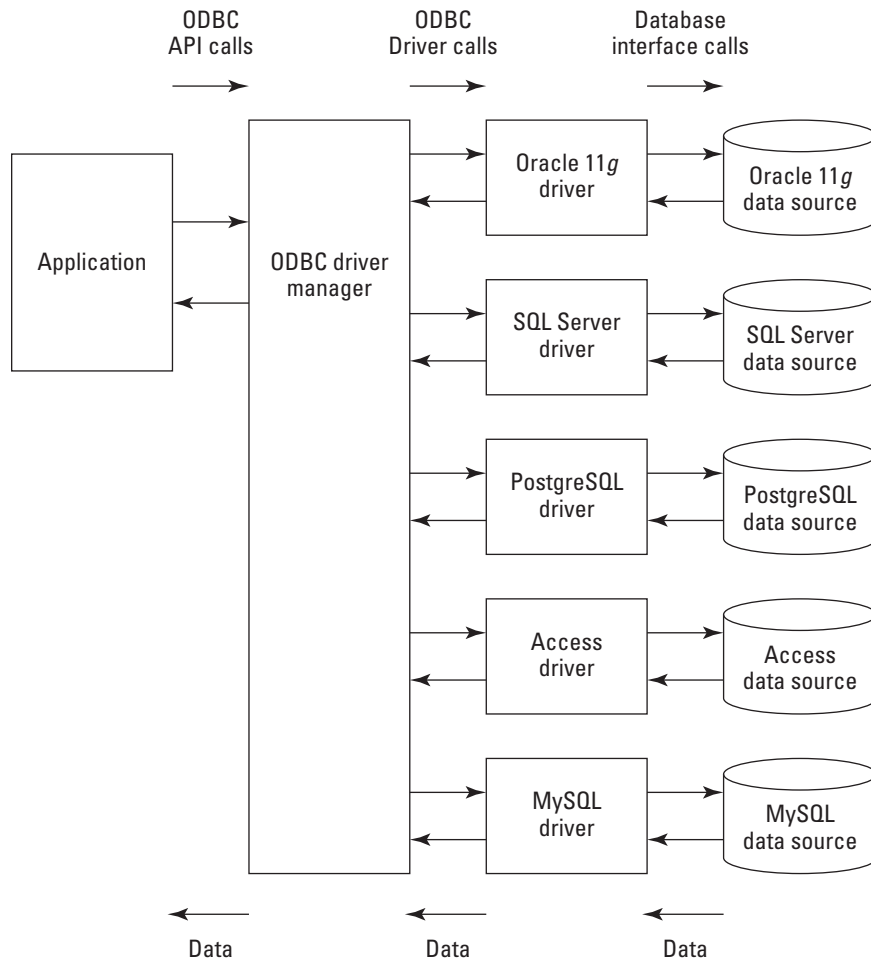 ODBC
API calls
ODBC
Driver calls
Database
interface calls
Application
ODBC driver
manager
Oracle 11g
driver
Oracle 11g
data source
SQL Server
driver
SQL Server
data source
PostgreSQL
driver
PostgreSQL
data source
Access
driver
Access
data source
MySQL
driver
MySQL
data source
Data
Data
Data